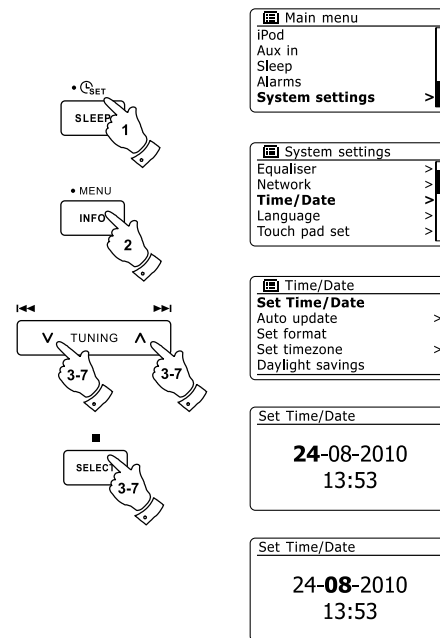 SET
SLEEP
1
MENU
INFO
2
TUNING
3-7
3-7
SELECT
3-7
Main menu
iPod
Aux in
Sleep
Alarms
System settings >
System settings
Equaliser >
Network >
Time/Date >
Language >
Touch pad set >
Time/Date
Set Time/Date
Auto update >
Set format
Set timezone >
Daylight savings
Set Time/Date
24-08-2010
13:53
Set Time/Date
24-08-2010
13:53